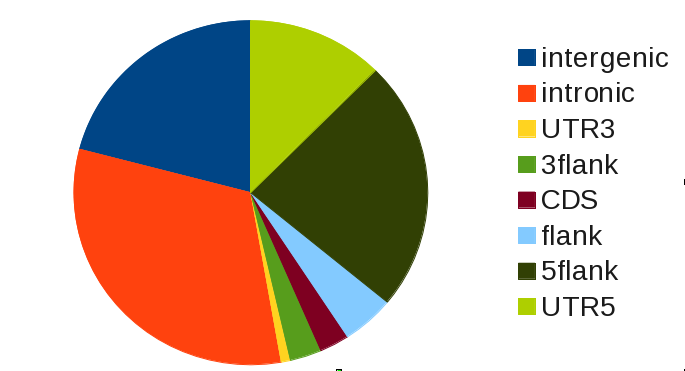 intergenic
intronic
UTR3
3flank
CDS
flank
5flank
UTR5